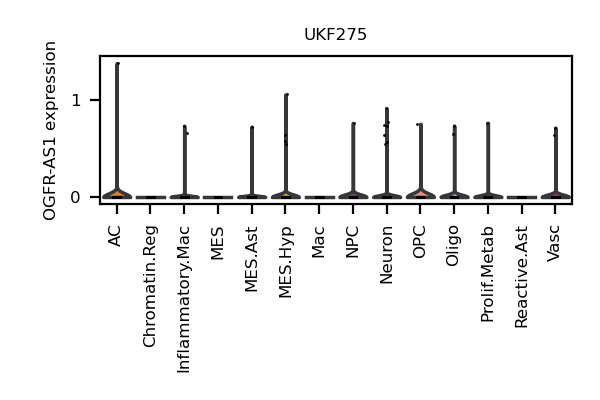 UKF275
OGFR-AS1 expression
1
0
AC
Chromatin.Reg
Inflammatory.Mac
MES
MES.Ast
MES.Hyp
Mac
NPC
Neuron
OPC
Oligo
Prolif.Metab
Reactive.Ast
Vasc